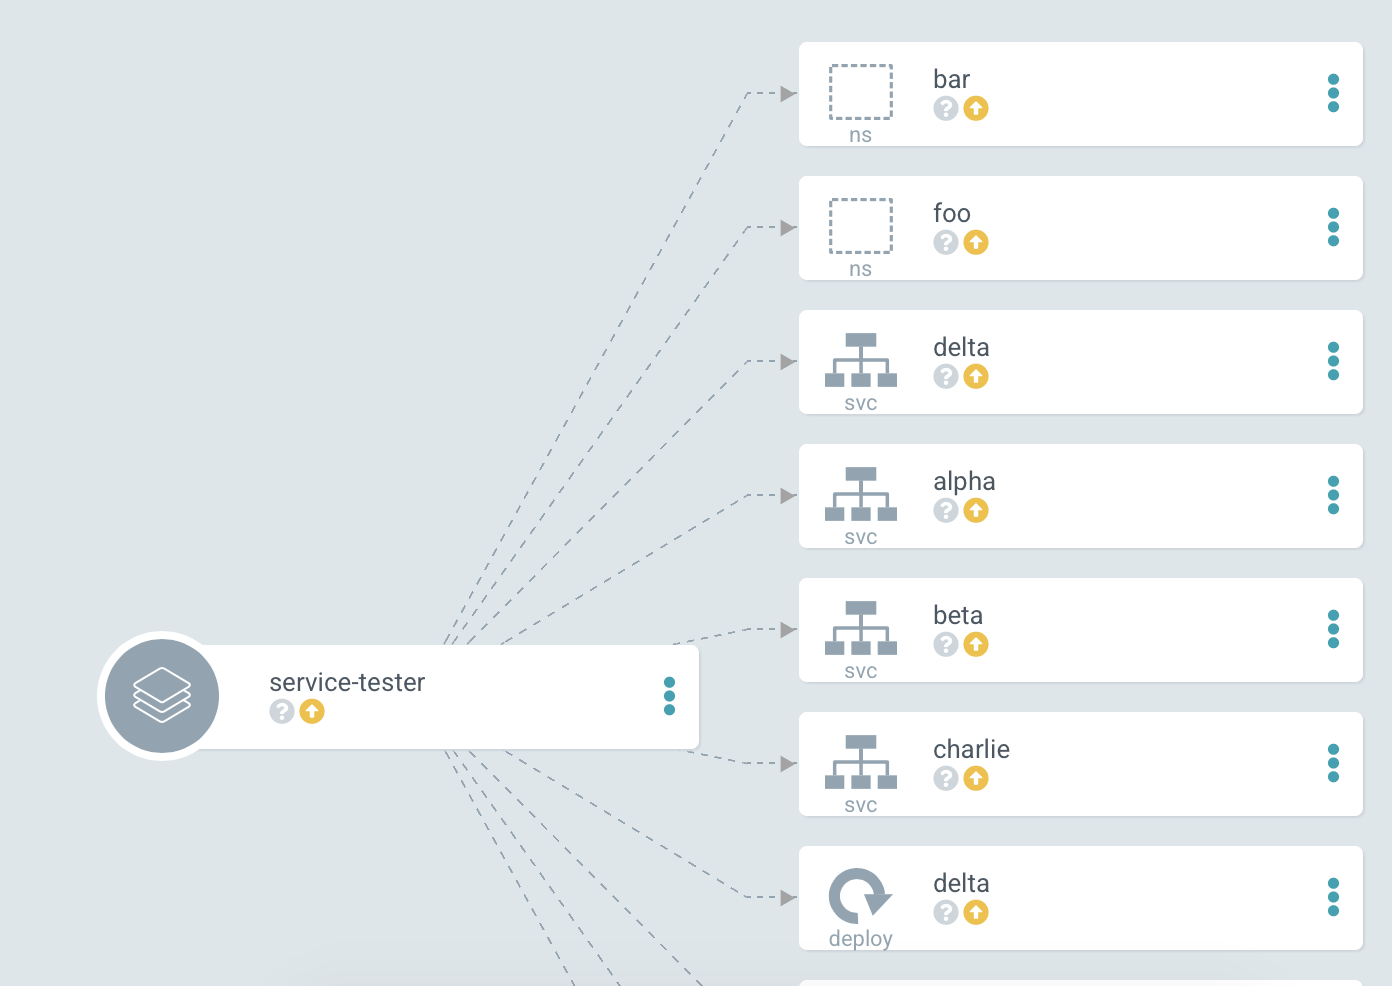 bar
ns
foo
ns
delta
svc
alpha
svc
beta
svc
service-tester
charlie
svc
delta
deploy